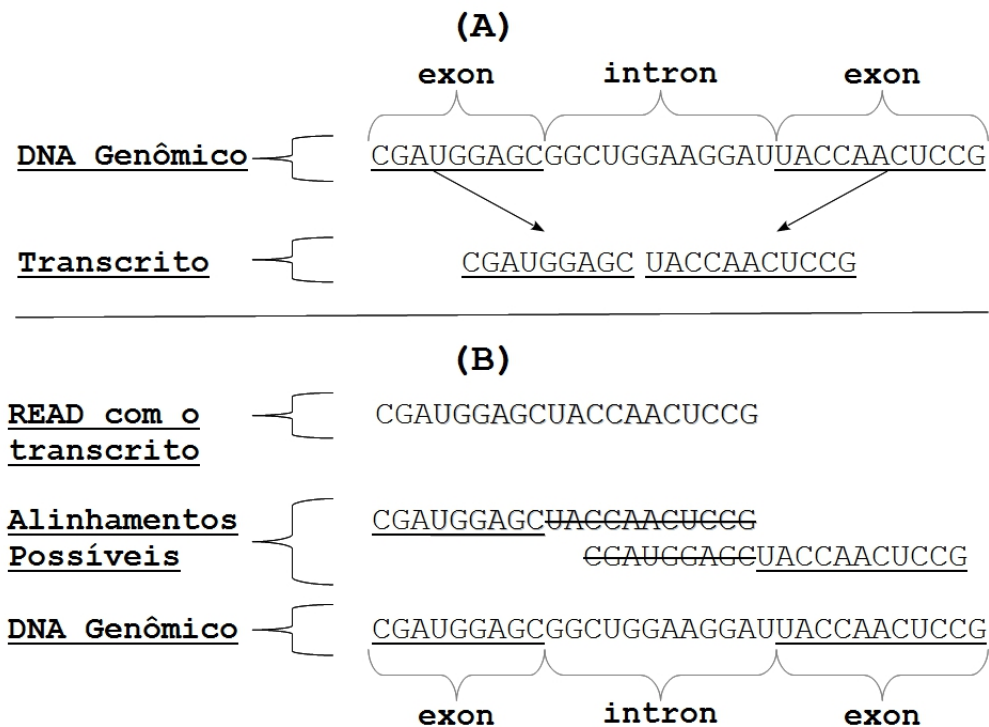 (A)
exon intron exon
DNA Genômico CGAUGGAGCGGCUGGAAGGAUUACCAACUCCG
Transcrito CGAUGGAGC UACCAACUCCG
(B)
READ com o CGAUGGAGCUACCAACUCCG
transcrito
Alinhamentos CGAUGGAGCUACCAACUCCG
Possíveis CGAUGGAGCUACCAACUCCG
DNA Genômico CGAUGGAGCGGCUGGAAGGAUUACCAACUCCG
exon intron exon